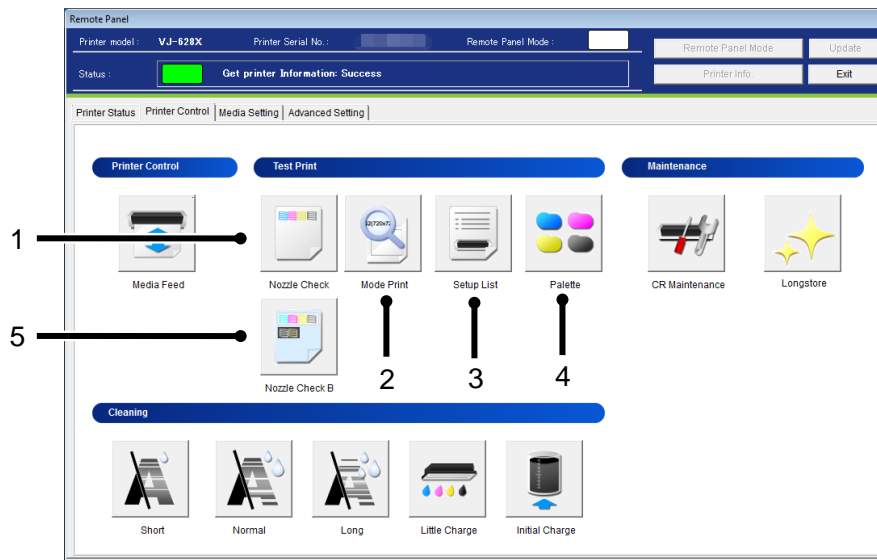 Remote Panel
Printer model : VJ-628X Printer Serial No. : Remote Panel Mode :
Remote Panel Mode Update
Status : Get printer Information: Success
Printer Info. Exit
Printer Status Printer Control Media Setting Advanced Setting
Printer Control Test Print Maintenance
1
Media Feed Nozzle Check Mode Print Setup List Palette CR Maintenance Longstore
5
2 3 4
Nozzle Check B
Cleaning
Short Normal Long Little Charge Initial Charge